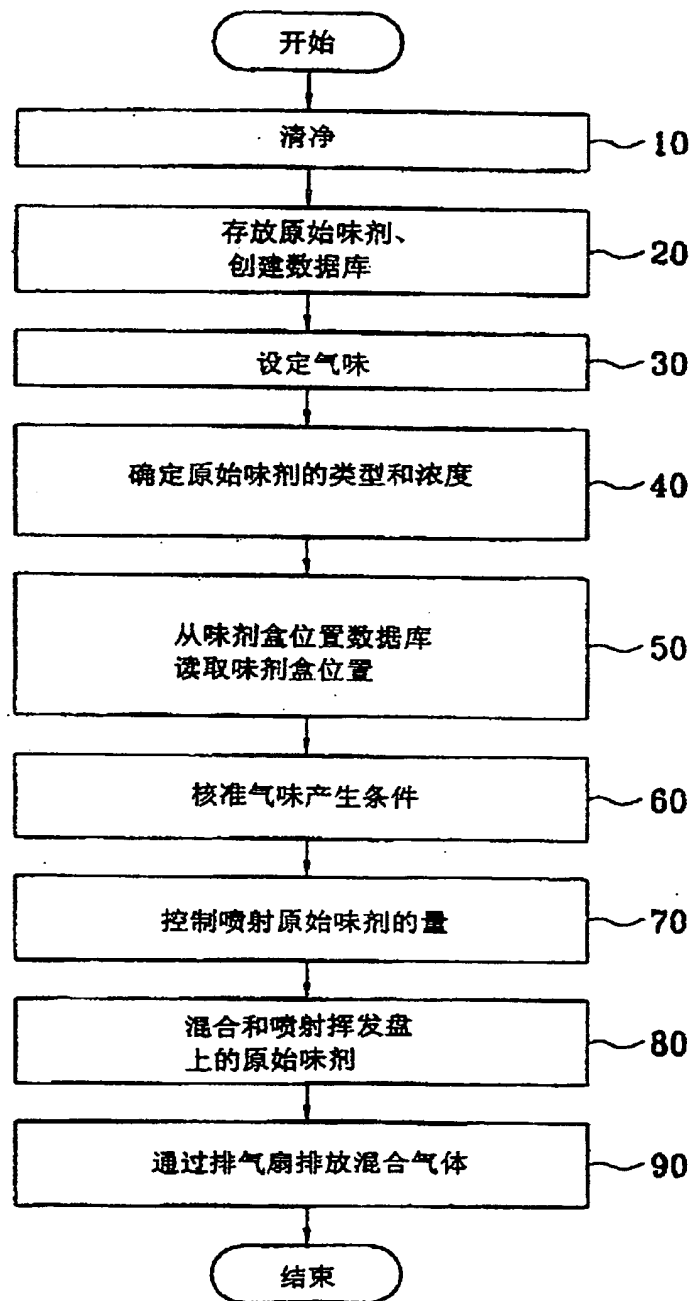 开始
清净
10
存放原始味剂、
创建数据库
20
设定气味
30
确定原始味剂的类型和浓度
40
从味剂盒位置数据库
读取味剂盒位置
50
核准气味产生条件
60
控制喷射原始味剂的量
70
混合和喷射挥发盘
上的原始味剂
80
通过排气扇排放混合气体
90
结束